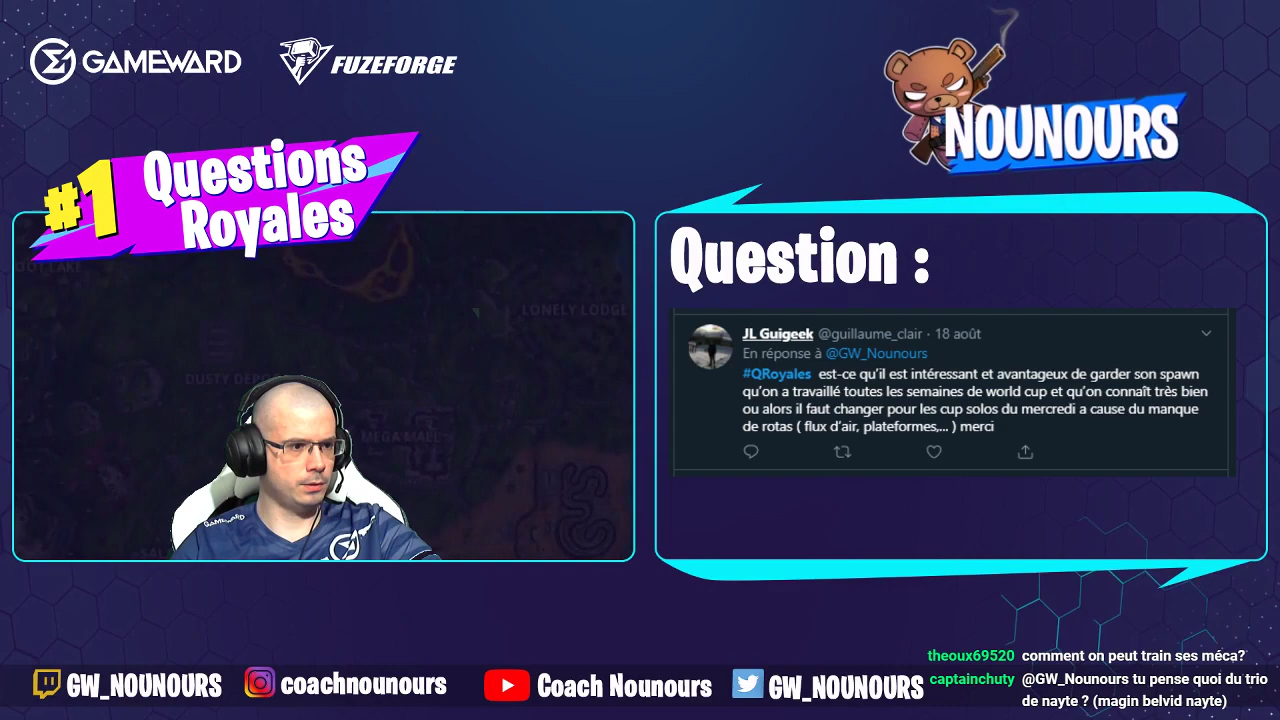 GAMEWARD
FUZEFORGE
NOUNOURS
#1 Questions
Royales
LONELY LODGE
DUSTY DEPOT
MEGA MALL
GAMEWARD
Question :
JL Guigeek @guillaume_clair · 18 août
En réponse à @GW_Nounours
#QRoyales est-ce qu'il est intéressant et avantageux de garder son spawn
qu'on a travaillé toutes les semaines de world cup et qu'on connaît très bien
ou alors il faut changer pour les cup solos du mercredi a cause du manque
de rotas ( flux d'air, plateformes,... ) merci
GW_NOUNOURS
coachnounours
Coach Nounours
GW_NOUNOURS
theoux69520 comment on peut train ses méca?
captainchuty @GW_Nounours tu pense quoi du trio
de nayte ? (magin belvid nayte)